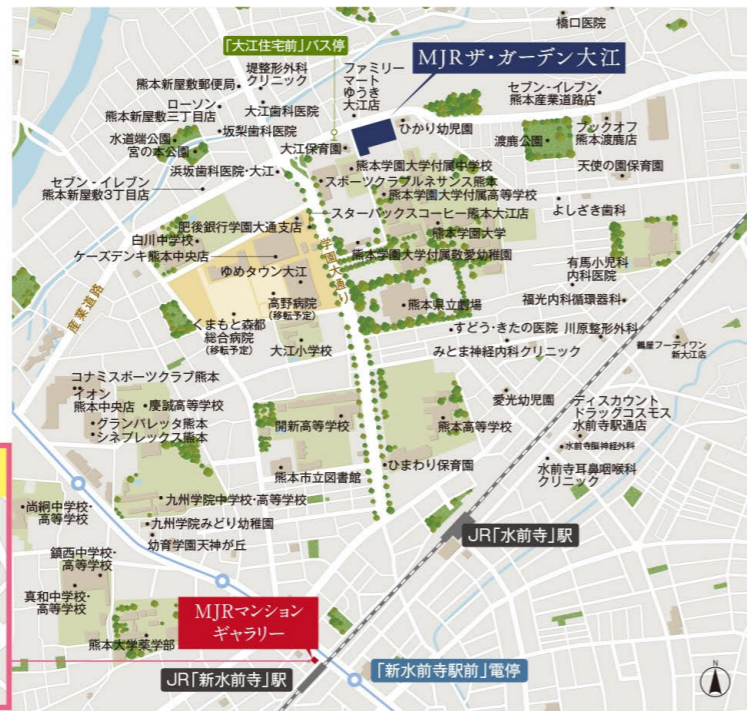 橋口医院
「大江住宅前」バス停
堤整形外科
クリニック
ファミリー
マート
ゆうき
大江店
MJRザ・ガーデン大江
熊本新屋敷郵便局
セブン-イレブン
熊本産業道路店
ローソン
熊本新屋敷三丁目店
大江歯科医院
水道端公園
坂梨歯科医院
宮の本公園
大江保育園
ひかり幼児園
渡鹿公園
ブックオフ
熊本渡鹿店
浜坂歯科医院・大江
熊本学園大学付属中学校
天使の園保育園
セブン-イレブン
熊本新屋敷3丁目店
スポーツクラブルネサンス熊本
熊本学園大学付属高等学校
スターバックスコーヒー熊本大江店
よしざき歯科
肥後銀行学園大通支店
熊本学園大学
白川中学校
学園大通り
ケーズデンキ熊本中央店
熊本学園大学付属敬愛幼稚園
ゆめタウン大江
有馬小児科
内科医院
産業道路
高野病院
(移転予定)
熊本県立劇場
福光内科循環器科
くまもと森都
総合病院
(移転予定)
大江小学校
すどう・きたの医院
川原整形外科
みとま神経内科クリニック
鶴屋フーディワン
新大江店
コナミスポーツクラブ熊本
イオン
熊本中央店
慶誠高等学校
グランパレッタ熊本
シネプレックス熊本
開新高等学校
熊本高等学校
愛光幼児園
ディスカウント
ドラッグコスモス
水前寺駅通店
水前寺脳神経外科
熊本市立図書館
ひまわり保育園
水前寺耳鼻咽喉科
クリニック
尚絅中学校・
高等学校
九州学院中学校・高等学校
九州学院みどり幼稚園
幼育学園天神が丘
JR「水前寺」駅
鎮西中学校・
高等学校
真和中学校・
高等学校
MJRマンション
ギャラリー
熊本大学薬学部
JR「新水前寺」駅
「新水前寺駅前」電停
N